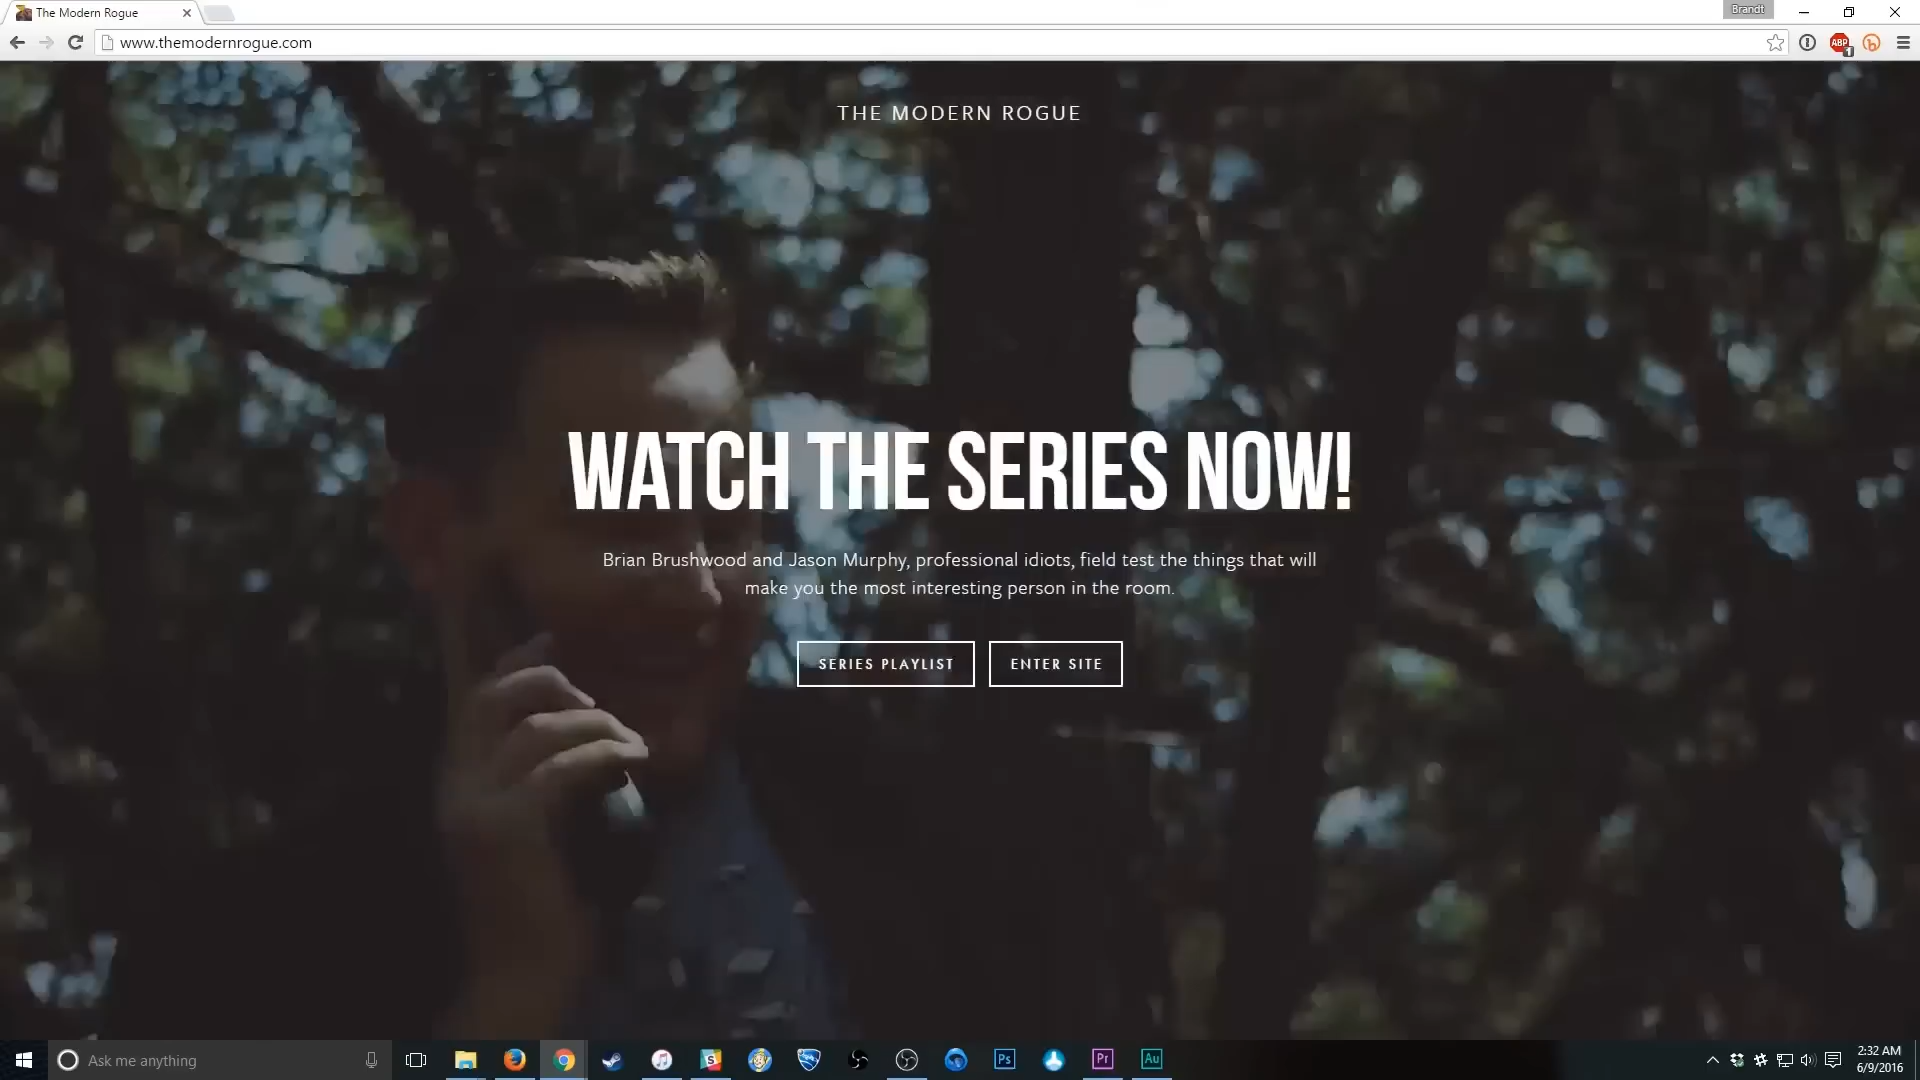 The Modern Rogue
Brandt
www.themodernrogue.com
ABP
1
THE MODERN ROGUE
WATCH THE SERIES NOW!
Brian Brushwood and Jason Murphy, professional idiots, field test the things that will
make you the most interesting person in the room.
SERIES PLAYLIST
ENTER SITE
Ask me anything
Ps
Pr
Au
2:32 AM
6/9/2016